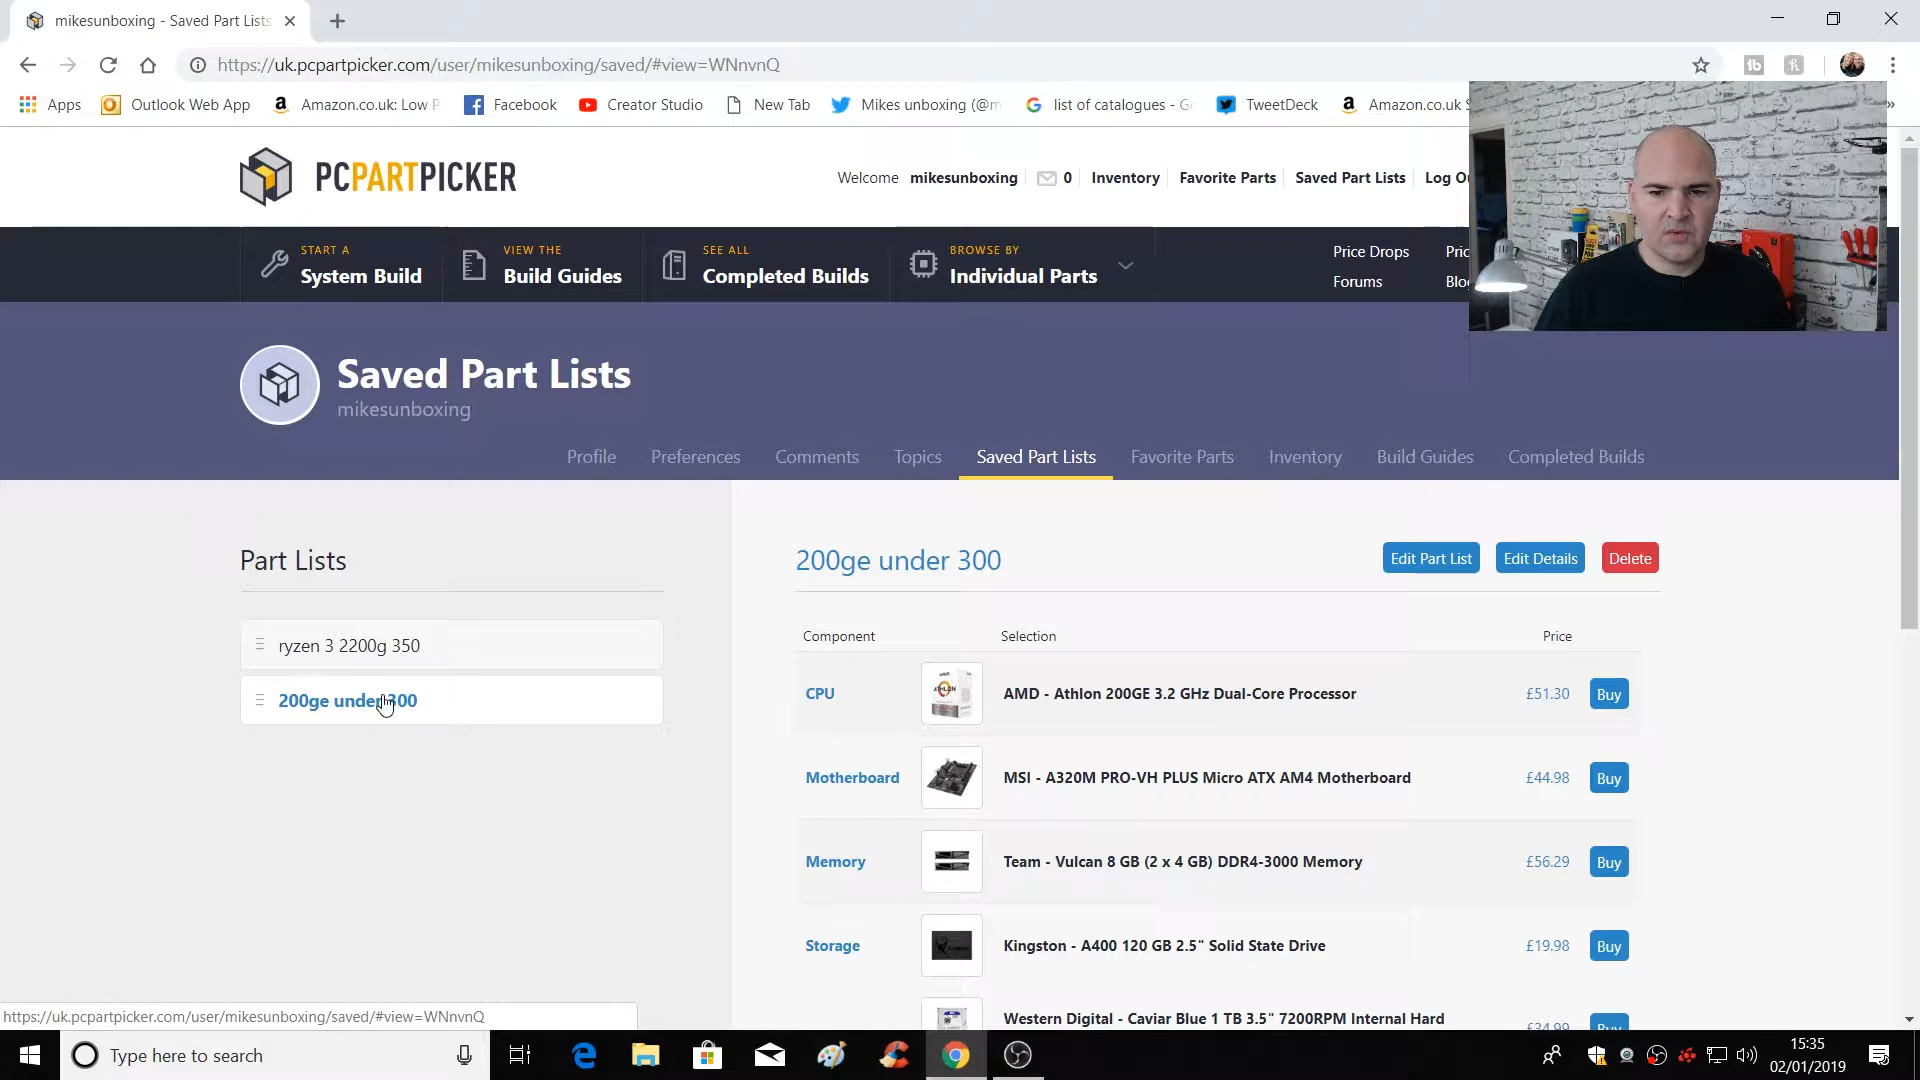 mikesunboxing - Saved Part Lists
https://uk.pcpartpicker.com/user/mikesunboxing/saved/#view=WNnvnQ
Apps Outlook Web App Amazon.co.uk: Low P Facebook Creator Studio New Tab Mikes unboxing (@m list of catalogues - Go TweetDeck Amazon.co.uk S »
PCPARTPICKER
Welcome mikesunboxing 0 Inventory Favorite Parts Saved Part Lists Log Ou
START A
System Build
VIEW THE
Build Guides
SEE ALL
Completed Builds
BROWSE BY
Individual Parts
Price Drops Pric
Forums Blog
Saved Part Lists
mikesunboxing
Profile Preferences Comments Topics Saved Part Lists Favorite Parts Inventory Build Guides Completed Builds
Part Lists
ryzen 3 2200g 350
200ge under 300
200ge under 300
Edit Part List Edit Details Delete
Component Selection Price
CPU AMD - Athlon 200GE 3.2 GHz Dual-Core Processor £51.30 Buy
Motherboard MSI - A320M PRO-VH PLUS Micro ATX AM4 Motherboard £44.98 Buy
Memory Team - Vulcan 8 GB (2 x 4 GB) DDR4-3000 Memory £56.29 Buy
Storage Kingston - A400 120 GB 2.5" Solid State Drive £19.98 Buy
Western Digital - Caviar Blue 1 TB 3.5" 7200RPM Internal Hard £34.99 Buy
https://uk.pcpartpicker.com/user/mikesunboxing/saved/#view=WNnvnQ
Type here to search
15:35
02/01/2019